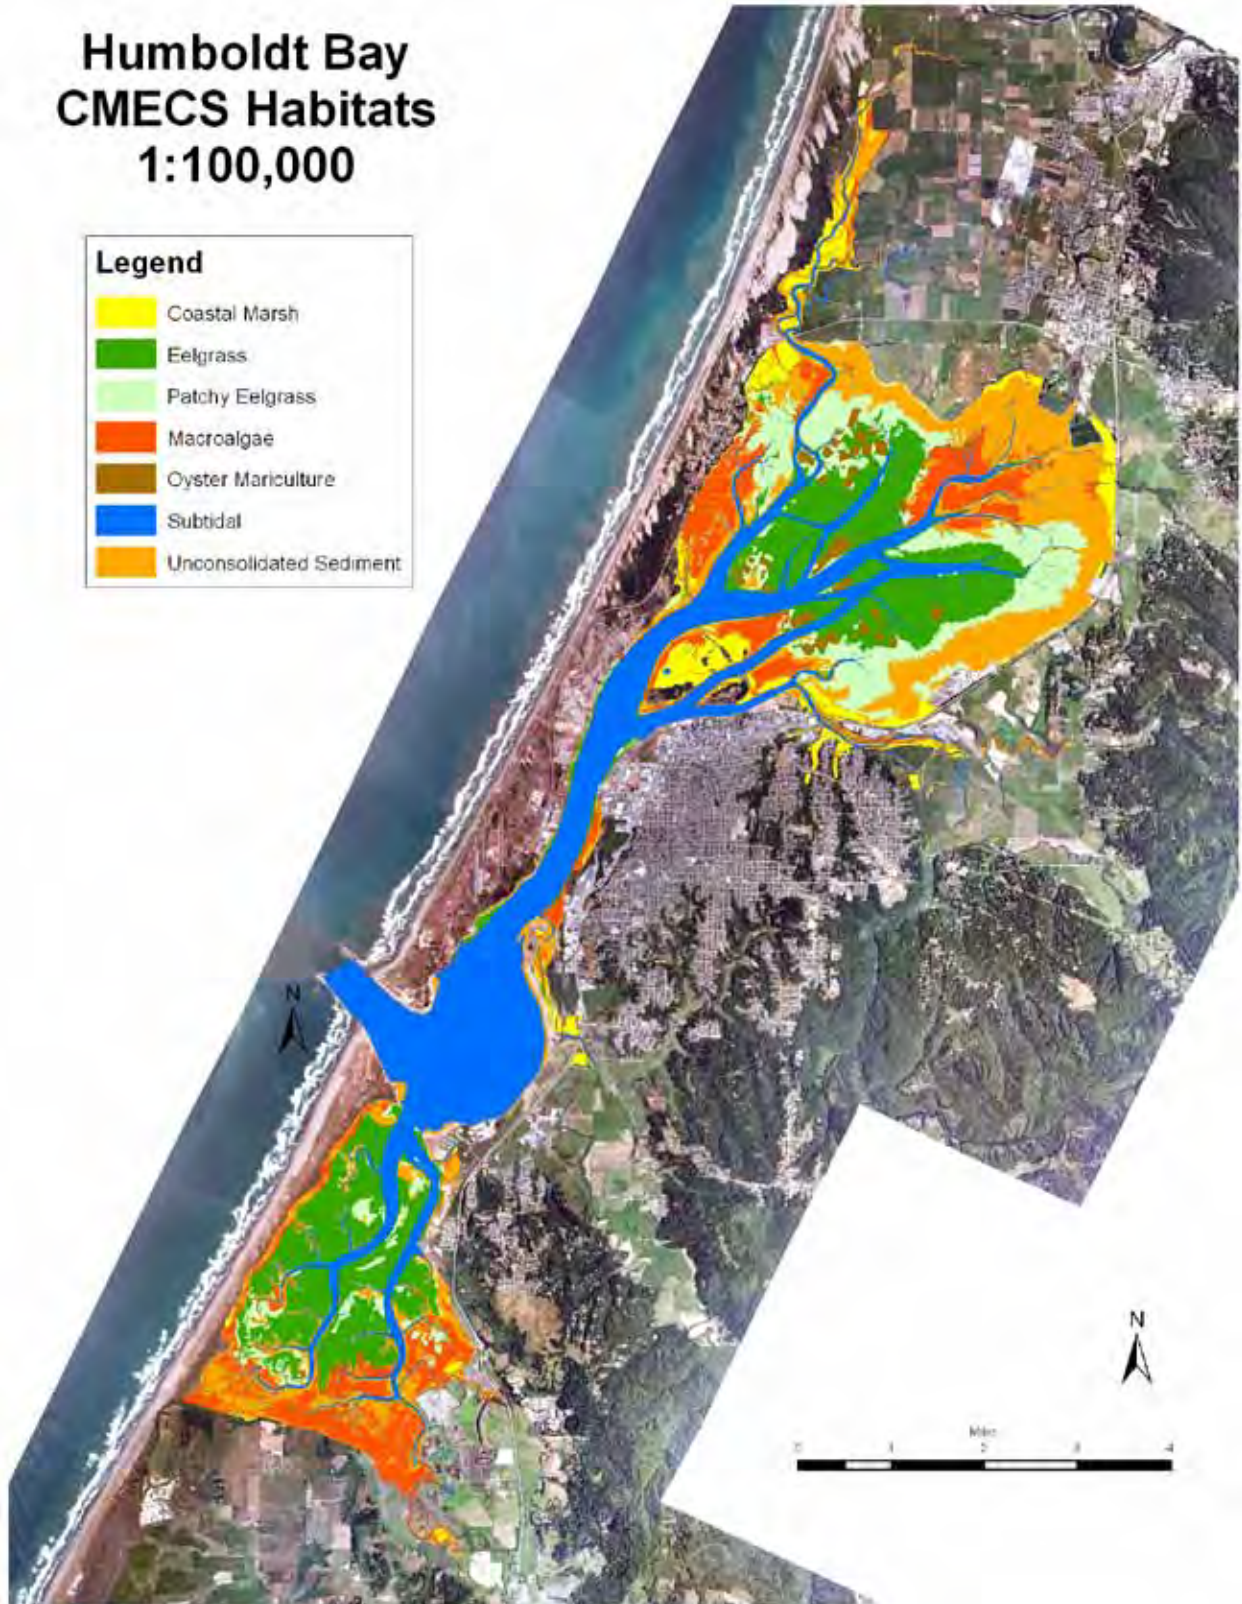 Humboldt Bay
CMECS Habitats
1:100,000
Legend
Coastal Marsh
Eelgrass
Patchy Eelgrass
Macroalgae
Oyster Mariculture
Subtidal
Unconsolidated Sediment
N
N
Miles
0 1 2 3 4